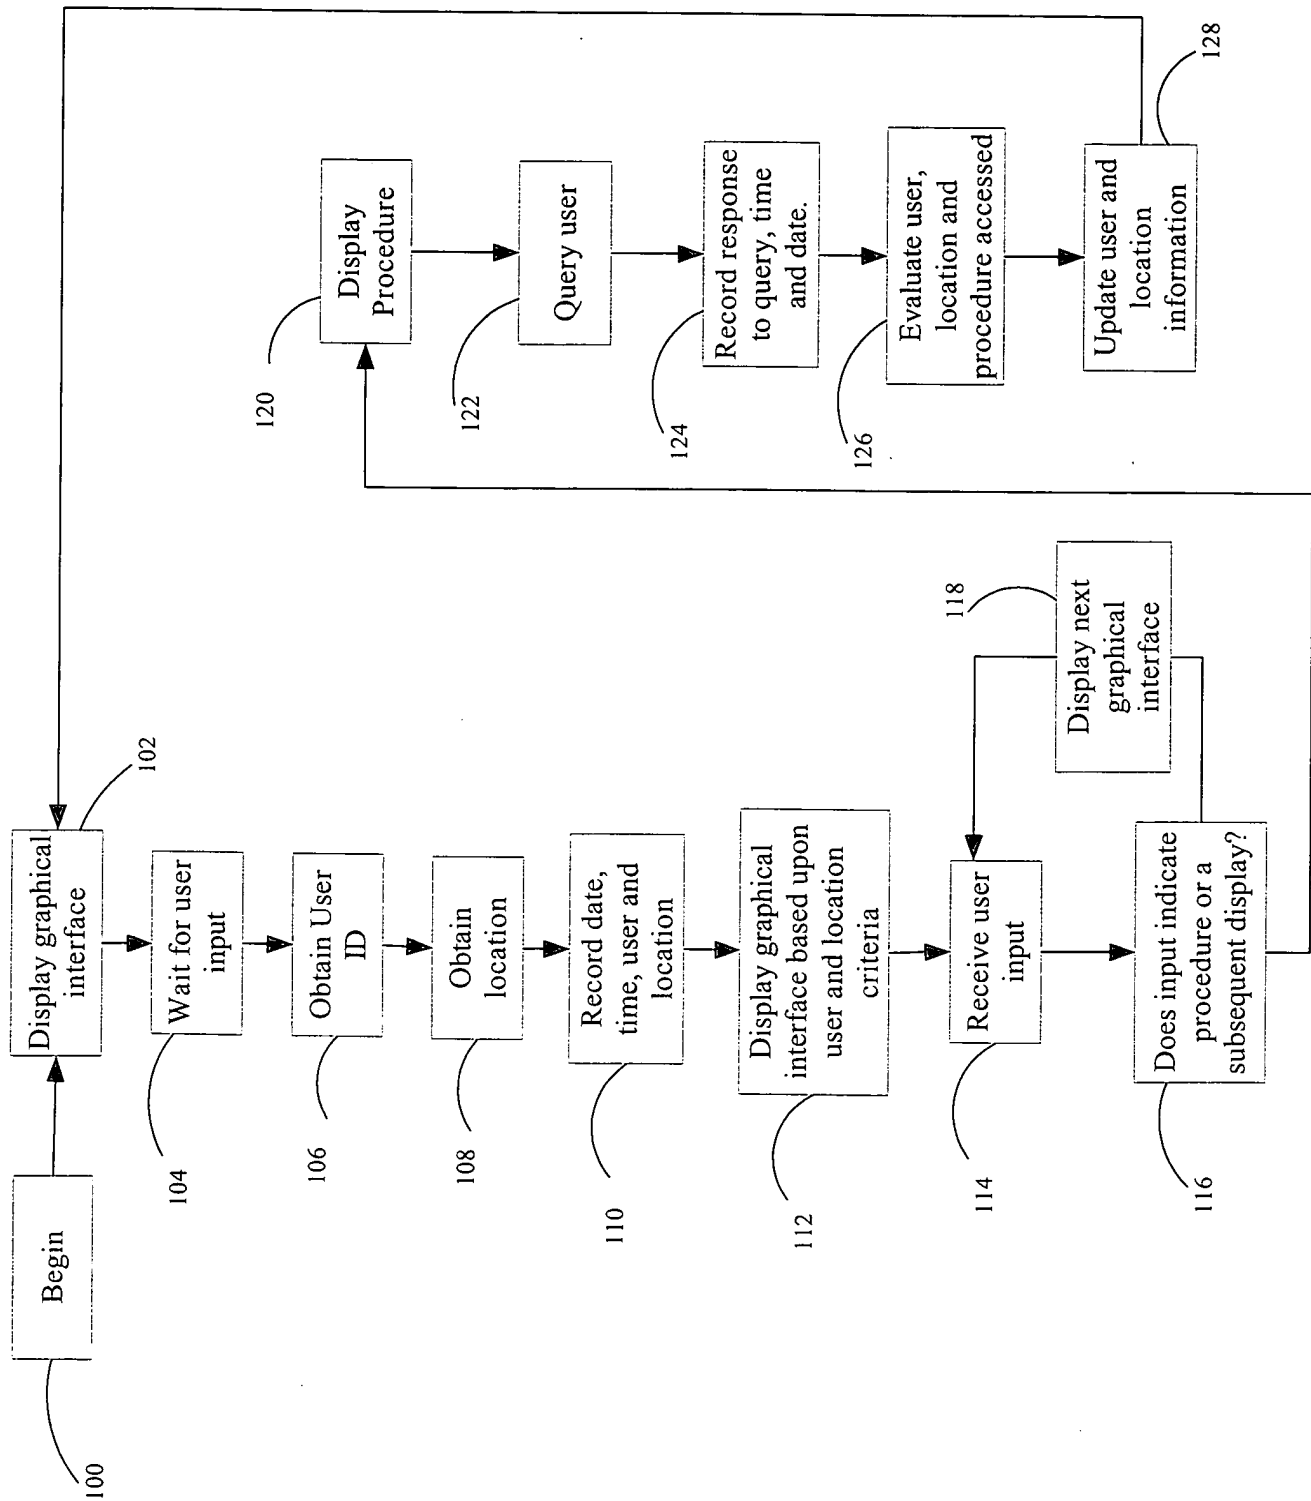 100
Begin
Display graphical
interface
102
104
Wait for user
input
106
Obtain User
ID
108
Obtain
location
110
Record date,
time, user and
location
112
Display graphical
interface based upon
user and location
criteria
114
Receive user
input
116
Does input indicate
procedure or a
subsequent display?
118
Display next
graphical
interface
120
Display
Procedure
122
Query user
124
Record response
to query, time
and date.
126
Evaluate user,
location and
procedure accessed
128
Update user and
location
information